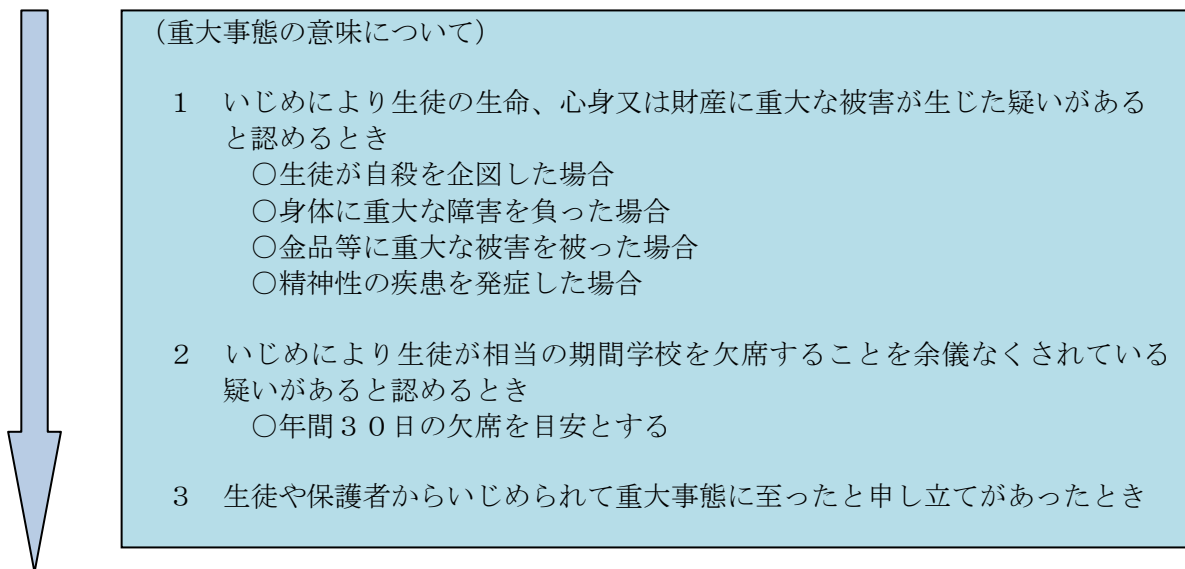 （重大事態の意味について）
１　いじめにより生徒の生命、心身又は財産に重大な被害が生じた疑いがある
と認めるとき
○生徒が自殺を企図した場合
○身体に重大な障害を負った場合
○金品等に重大な被害を被った場合
○精神性の疾患を発症した場合
２　いじめにより生徒が相当の期間学校を欠席することを余儀なくされている
疑いがあると認めるとき
○年間３０日の欠席を目安とする
３　生徒や保護者からいじめられて重大事態に至ったと申し立てがあったとき